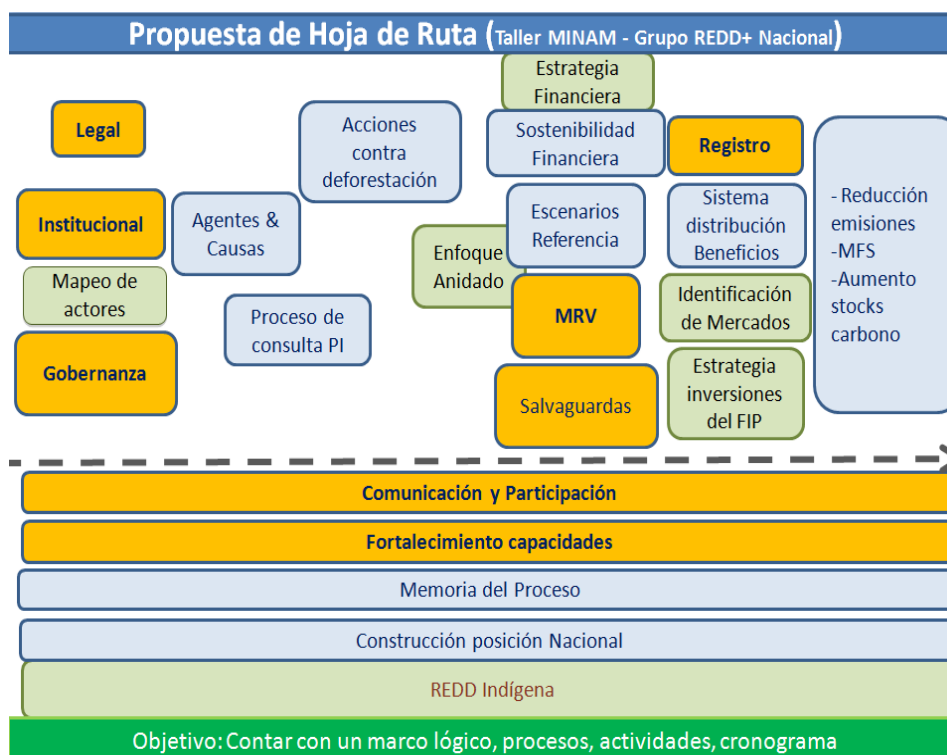 Propuesta de Hoja de Ruta (Taller MINAM - Grupo REDD+ Nacional)
Legal
Institucional
Mapeo de
actores
Gobernanza
Agentes &
Causas
Acciones
contra
deforestación
Proceso de
consulta PI
Enfoque
Anidado
Estrategia
Financiera
Sostenibilidad
Financiera
Escenarios
Referencia
MRV
Salvaguardas
Registro
Sistema
distribución
Beneficios
Identificación
de Mercados
Estrategia
inversiones
del FIP
- Reducción
emisiones
- MFS
-Aumento
stocks
carbono
Comunicación y Participación
Fortalecimiento capacidades
Memoria del Proceso
Construcción posición Nacional
REDD Indígena
Objetivo: Contar con un marco lógico, procesos, actividades, cronograma